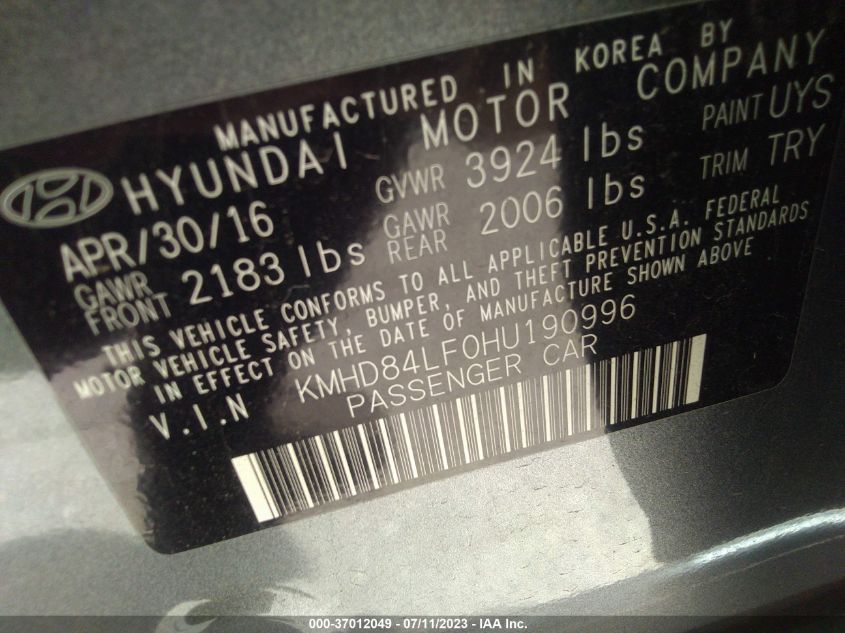 MANUFACTURED IN KOREA BY
HYUNDAI MOTOR COMPANY
APR/30/16 GVWR 3924 lbs PAINT UYS
GAWR FRONT 2183 lbs GAWR REAR 2006 lbs TRIM TRY
THIS VEHICLE CONFORMS TO ALL APPLICABLE U.S.A. FEDERAL
MOTOR VEHICLE SAFETY, BUMPER, AND THEFT PREVENTION STANDARDS
IN EFFECT ON THE DATE OF MANUFACTURE SHOWN ABOVE
V.I.N KMHD84LF0HU190996
PASSENGER CAR
000-37012049 - 07/11/2023 - IAA Inc.